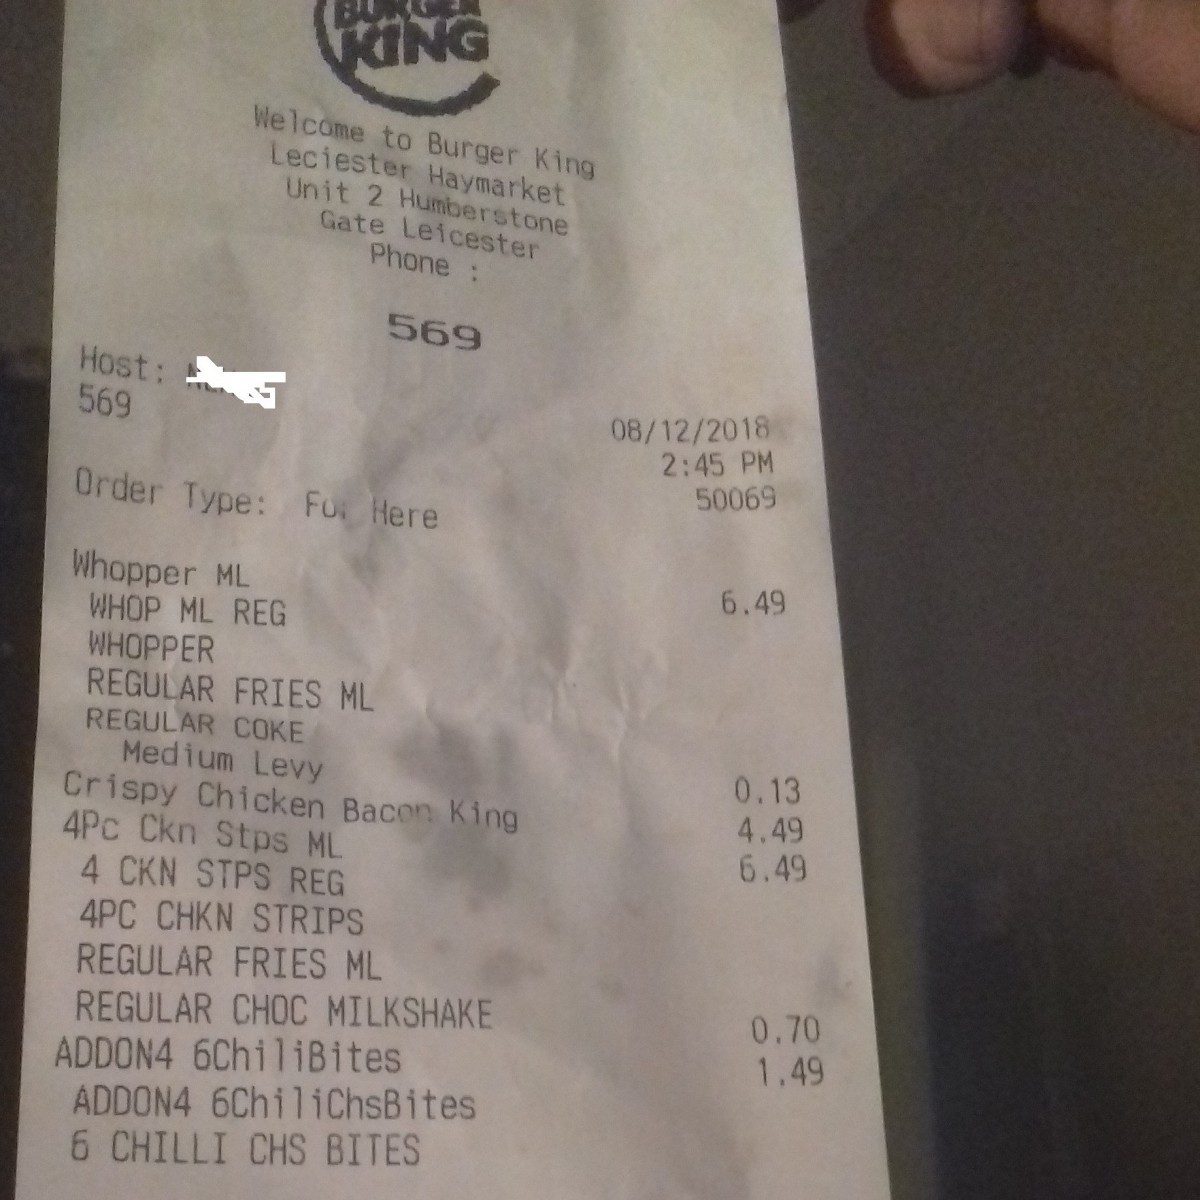 BURGER
KING
Welcome to Burger King
Leciester Haymarket
Unit 2 Humberstone
Gate Leicester
Phone :
569
Host:
569
08/12/2018
2:45 PM
Order Type: For Here
50069
Whopper ML
WHOP ML REG 6.49
WHOPPER
REGULAR FRIES ML
REGULAR COKE
Medium Levy 0.13
Crispy Chicken Bacon King 4.49
4Pc Ckn Stps ML 6.49
4 CKN STPS REG
4PC CHKN STRIPS
REGULAR FRIES ML
REGULAR CHOC MILKSHAKE 0.70
ADDON4 6ChiliBites 1.49
ADDON4 6ChiliChsBites
6 CHILLI CHS BITES